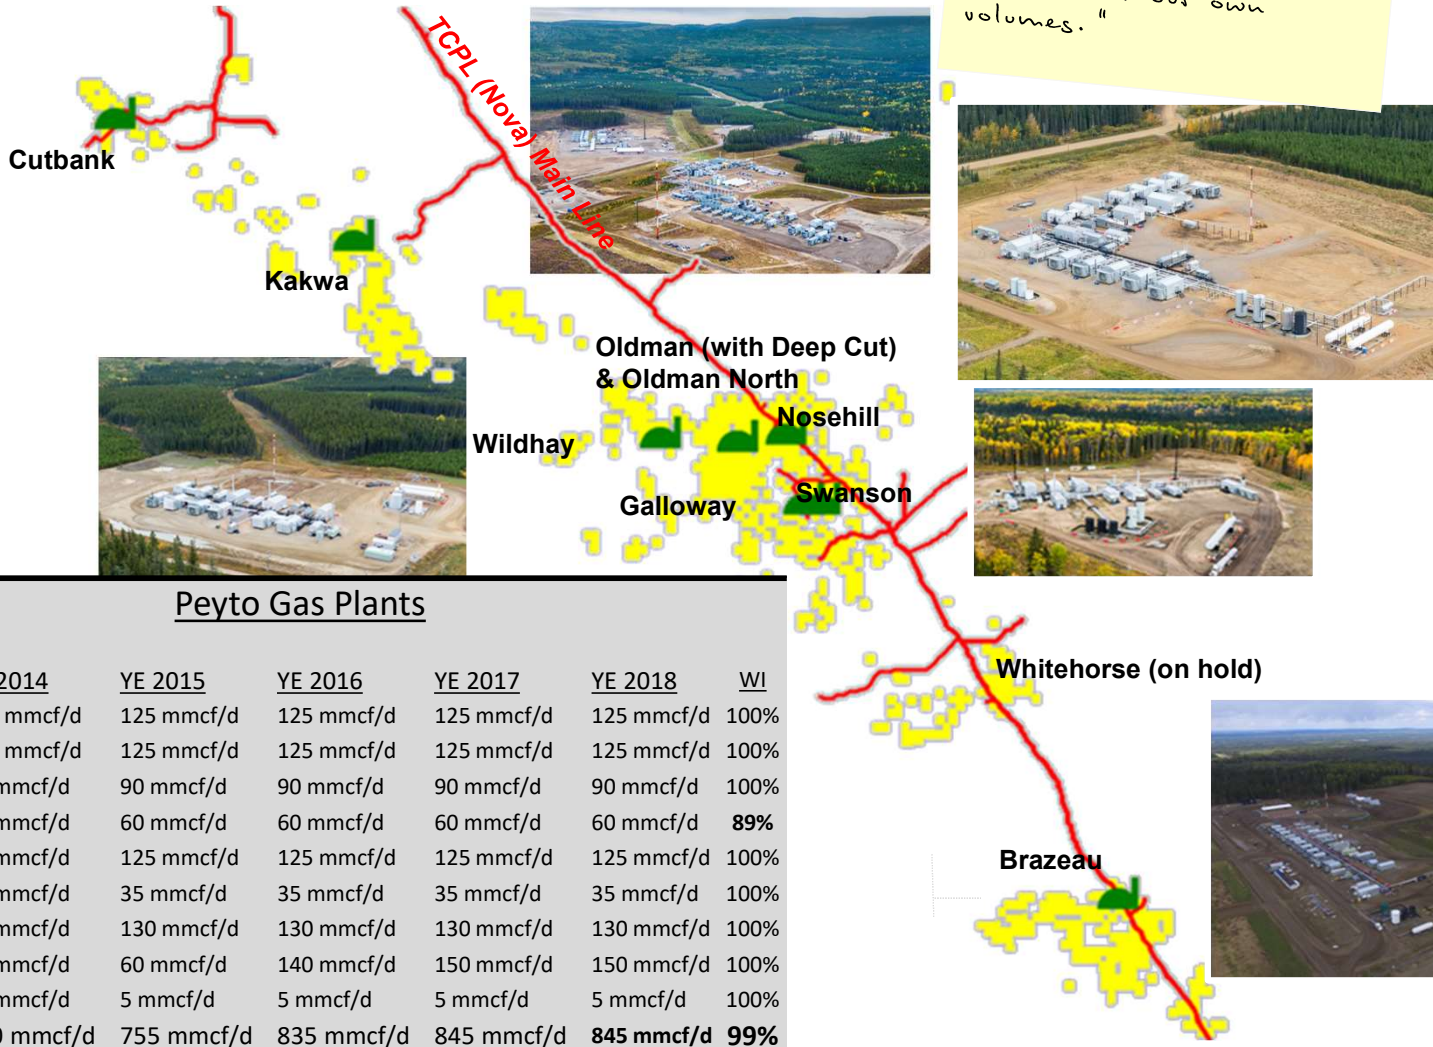 own
volumes."
TCPL (Nova) Main Line
Cutbank
Kakwa
Oldman (with Deep Cut)
& Oldman North
Nosehill
Wildhay
Swanson
Galloway
Whitehorse (on hold)
Brazeau
Peyto Gas Plants
2014 YE 2015 YE 2016 YE 2017 YE 2018 WI
mmcf/d 125 mmcf/d 125 mmcf/d 125 mmcf/d 125 mmcf/d 100%
mmcf/d 125 mmcf/d 125 mmcf/d 125 mmcf/d 125 mmcf/d 100%
mmcf/d 90 mmcf/d 90 mmcf/d 90 mmcf/d 90 mmcf/d 100%
mmcf/d 60 mmcf/d 60 mmcf/d 60 mmcf/d 60 mmcf/d 89%
mmcf/d 125 mmcf/d 125 mmcf/d 125 mmcf/d 125 mmcf/d 100%
mmcf/d 35 mmcf/d 35 mmcf/d 35 mmcf/d 35 mmcf/d 100%
mmcf/d 130 mmcf/d 130 mmcf/d 130 mmcf/d 130 mmcf/d 100%
mmcf/d 60 mmcf/d 140 mmcf/d 150 mmcf/d 150 mmcf/d 100%
mmcf/d 5 mmcf/d 5 mmcf/d 5 mmcf/d 5 mmcf/d 100%
mmcf/d 755 mmcf/d 835 mmcf/d 845 mmcf/d 845 mmcf/d 99%